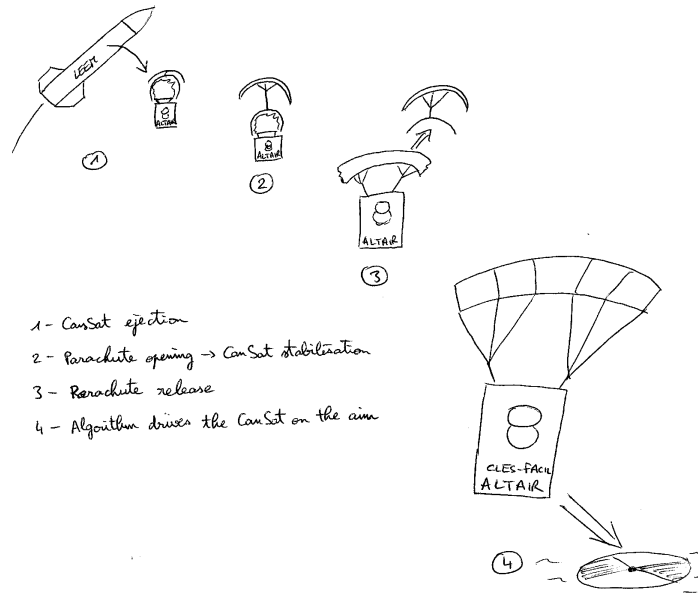 LEEM
8
ALTAIR
1
8
ALTAIR
2
8
ALTAIR
3
1 - CanSat ejection
2 - Parachute opening → CanSat stabilisation
3 - Parachute release
4 - Algorithm drives the CanSat on the aim
8
CLES-FACIL
ALTAIR
4